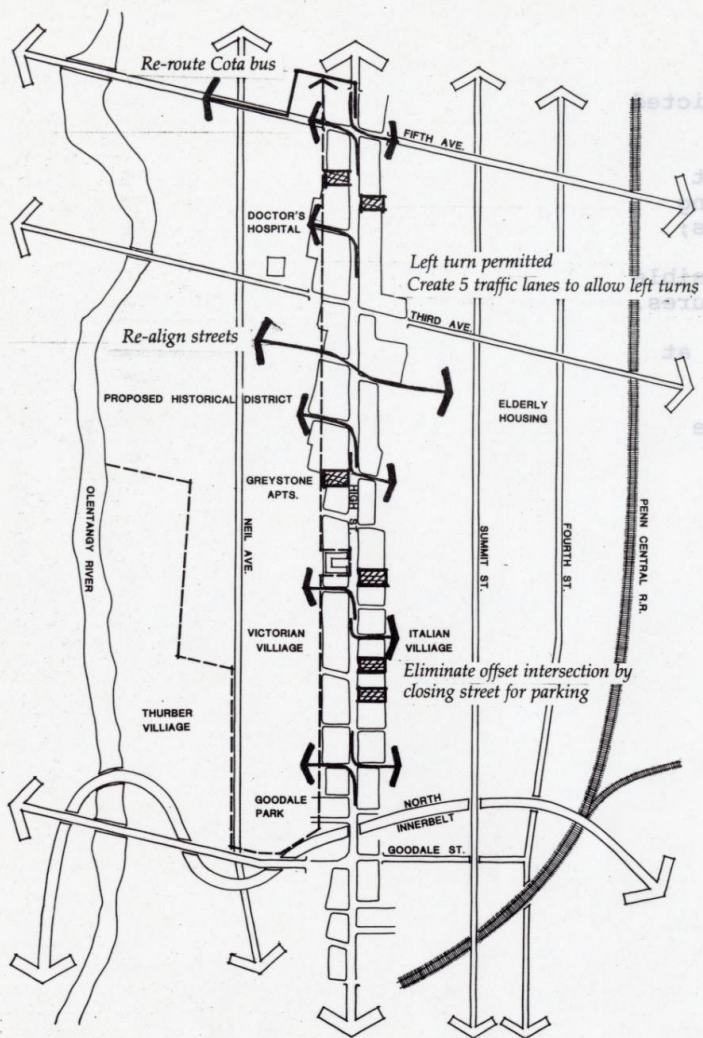 Re-route Cota bus
FIFTH AVE.
DOCTOR'S
HOSPITAL
Left turn permitted
Create 5 traffic lanes to allow left turns
THIRD AVE.
Re-align streets
PROPOSED HISTORICAL DISTRICT
ELDERLY
HOUSING
GREYSTONE
APTS.
HIGH ST.
OLENTANGY RIVER
NEIL AVE.
SUMMIT ST.
FOURTH ST.
PENN CENTRAL R.R.
VICTORIAN
VILLIAGE
ITALIAN
VILLIAGE
Eliminate offset intersection by
closing street for parking
THURBER
VILLIAGE
GOODALE
PARK
NORTH
INNERBELT
GOODALE ST.